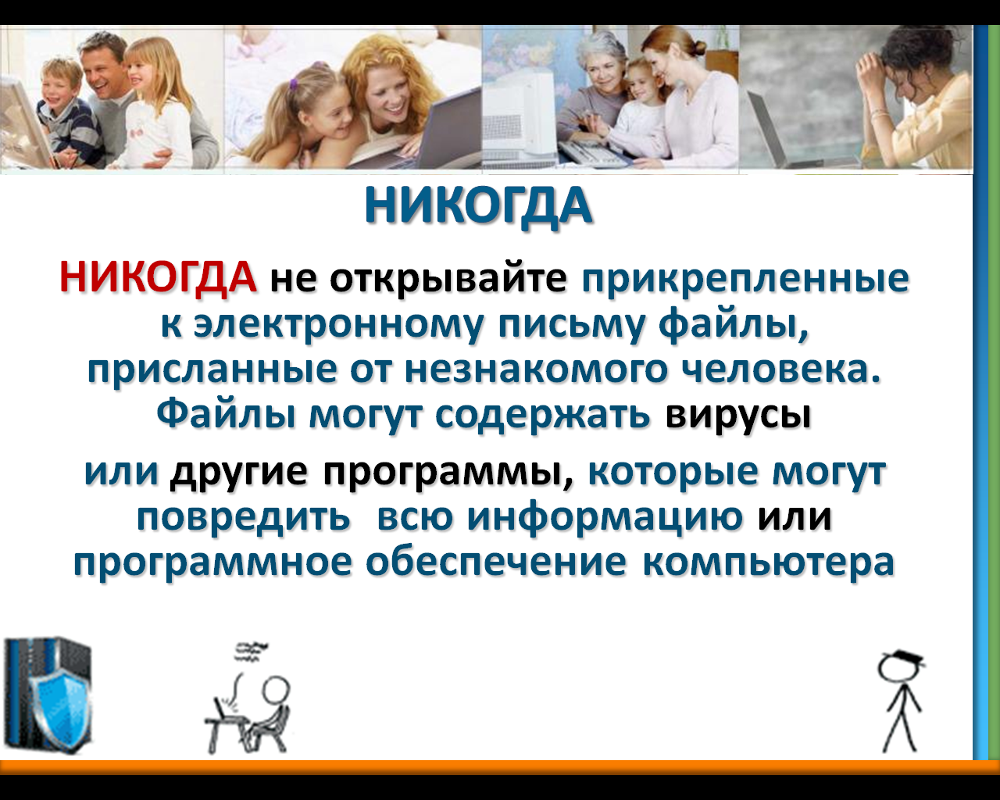 НИКОГДА
НИКОГДА не открывайте прикрепленные
к электронному письму файлы,
присланные от незнакомого человека.
Файлы могут содержать вирусы
или другие программы, которые могут
повредить всю информацию или
программное обеспечение компьютера